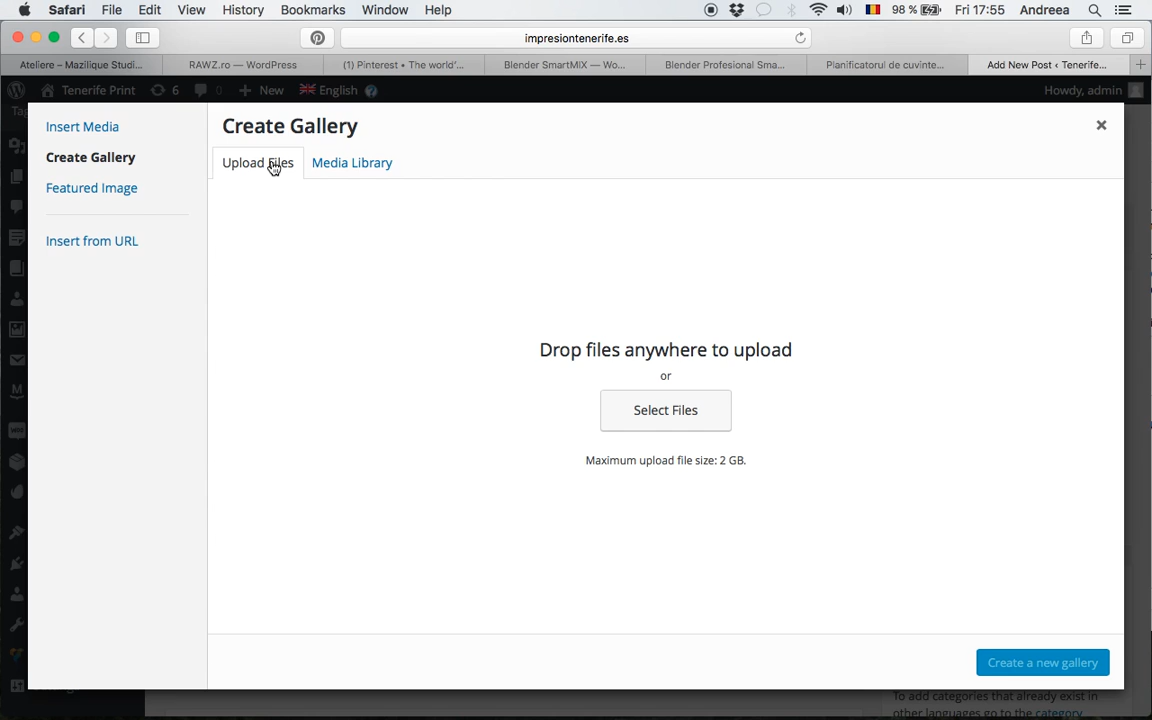 Safari File Edit View History Bookmarks Window Help 98 % Fri 17:55 Andreea
impresiontenerife.es
Ateliere – Mazilique Studi... RAWZ.ro — WordPress (1) Pinterest • The world'... Blender SmartMIX — Wo... Blender Profesional Sma... Planificatorul de cuvinte... Add New Post ‹ Tenerife...
Tenerife Print 6 0 + New English ? Howdy, admin
Insert Media
Create Gallery
Featured Image
Insert from URL
Create Gallery
Upload Files Media Library
Drop files anywhere to upload
or
Select Files
Maximum upload file size: 2 GB.
Create a new gallery
To add categories that already exist in
other languages go to the category